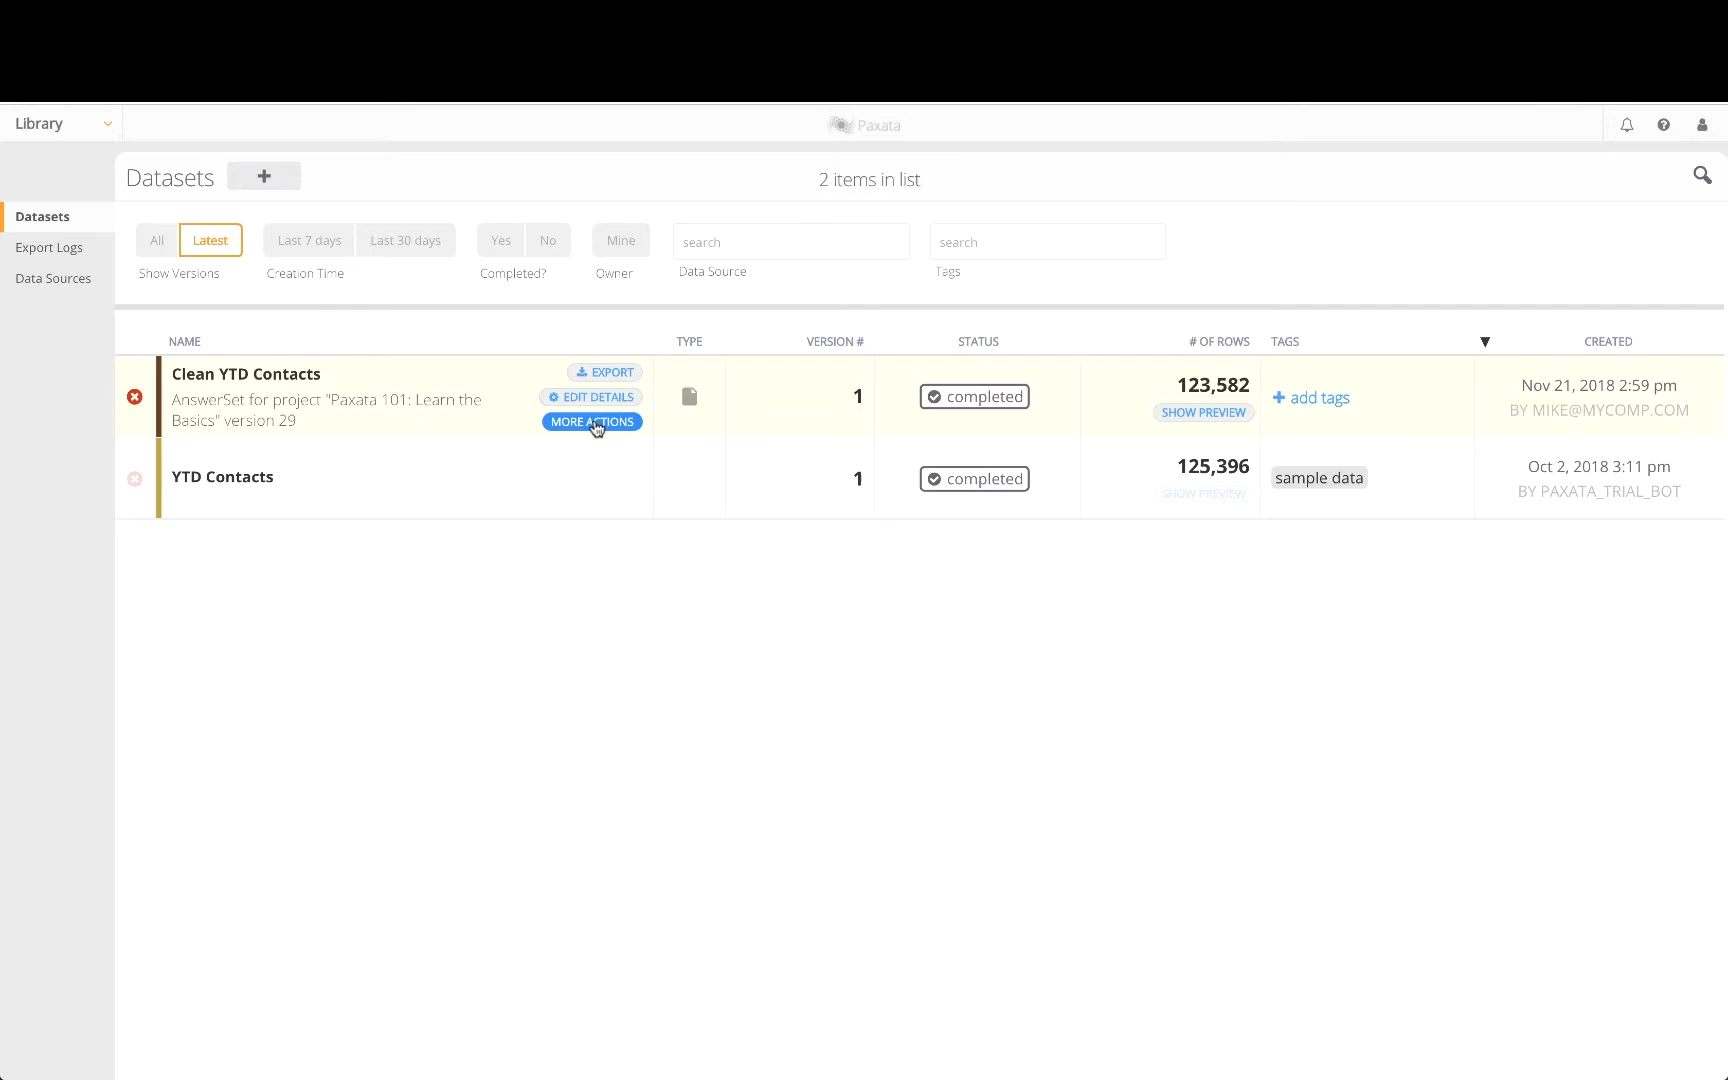 Library
Paxata
Datasets
+
2 items in list
Datasets
Export Logs
Data Sources
All
Latest
Last 7 days
Last 30 days
Yes
No
Mine
search
search
Show Versions
Creation Time
Completed?
Owner
Data Source
Tags
NAME
TYPE
VERSION #
STATUS
# OF ROWS
TAGS
▼
CREATED
Clean YTD Contacts
AnswerSet for project "Paxata 101: Learn the
Basics" version 29
EXPORT
EDIT DETAILS
MORE ACTIONS
1
completed
123,582
SHOW PREVIEW
+ add tags
Nov 21, 2018 2:59 pm
BY MIKE@MYCOMP.COM
YTD Contacts
1
completed
125,396
SHOW PREVIEW
sample data
Oct 2, 2018 3:11 pm
BY PAXATA_TRIAL_BOT